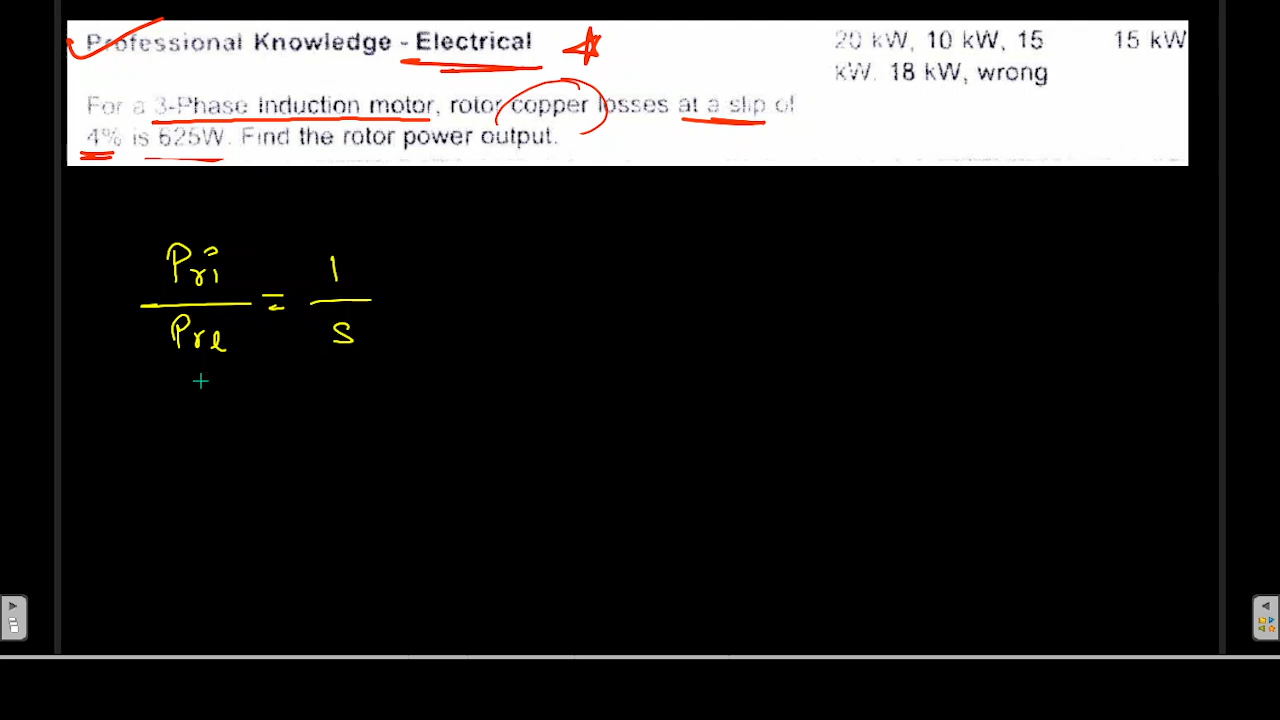 Professional Knowledge - Electrical
20 kW, 10 kW, 15 kW. 18 kW, wrong
15 kW
For a 3-Phase Induction motor, rotor copper losses at a slip of
4% is 625W. Find the rotor power output.
Pri
Prl
=
1
s